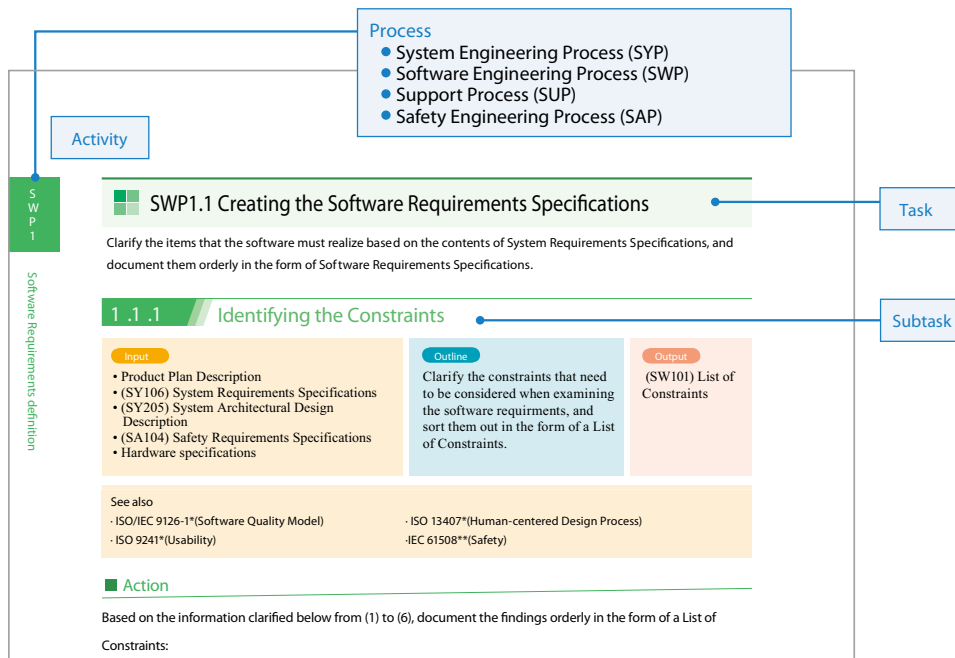 Process
● System Engineering Process (SYP)
● Software Engineering Process (SWP)
● Support Process (SUP)
● Safety Engineering Process (SAP)
Activity
SWP1
Software Requirements definition
SWP1.1 Creating the Software Requirements Specifications
Task
Clarify the items that the software must realize based on the contents of System Requirements Specifications, and
document them orderly in the form of Software Requirements Specifications.
1 .1 .1 Identifying the Constraints
Subtask
Input
• Product Plan Description
• (SY106) System Requirements Specifications
• (SY205) System Architectural Design
Description
• (SA104) Safety Requirements Specifications
• Hardware specifications
Outline
Clarify the constraints that need
to be considered when examining
the software requirments, and
sort them out in the form of a List
of Constraints.
Output
(SW101) List of
Constraints
See also
· ISO/IEC 9126-1*(Software Quality Model)
· ISO 9241*(Usability)
· ISO 13407*(Human-centered Design Process)
·IEC 61508**(Safety)
Action
Based on the information clarified below from (1) to (6), document the findings orderly in the form of a List of
Constraints: